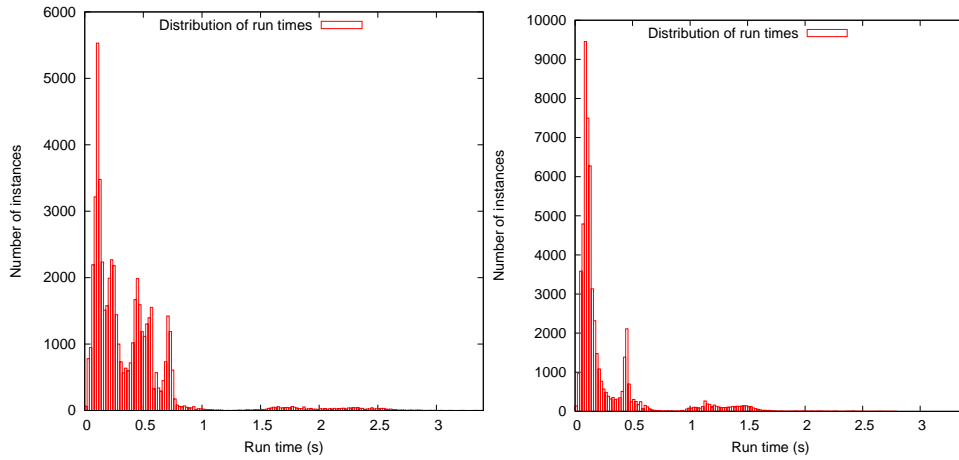 Distribution of run times
6000
5000
4000
3000
2000
1000
0
Number of instances
0 0.5 1 1.5 2 2.5 3
Run time (s)
Distribution of run times
10000
9000
8000
7000
6000
5000
4000
3000
2000
1000
0
Number of instances
0 0.5 1 1.5 2 2.5 3
Run time (s)